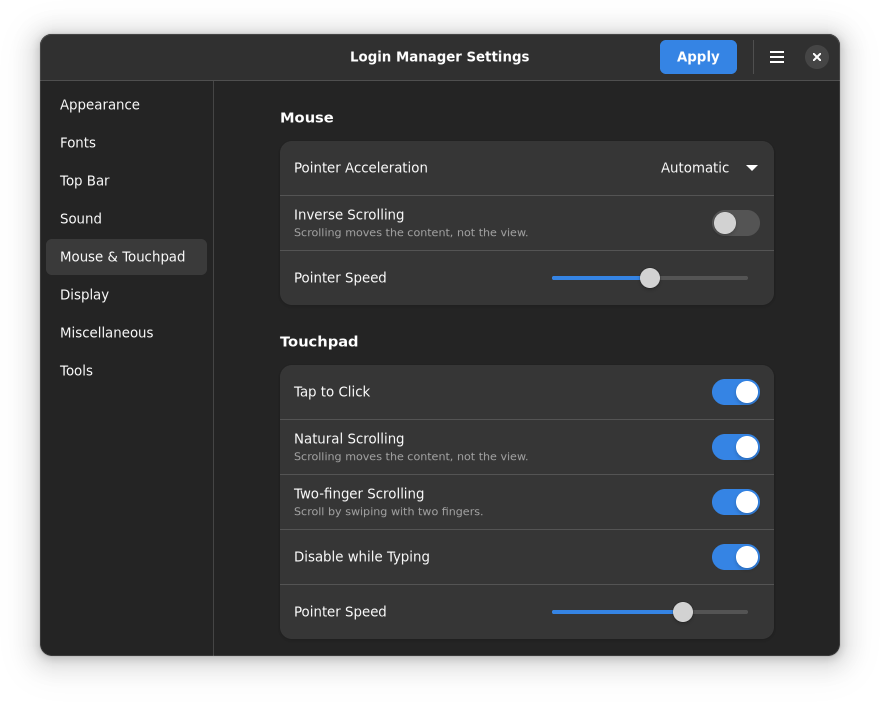 Login Manager Settings
Apply
Appearance
Fonts
Top Bar
Sound
Mouse & Touchpad
Display
Miscellaneous
Tools
Mouse
Pointer Acceleration Automatic
Inverse Scrolling
Scrolling moves the content, not the view.
Pointer Speed
Touchpad
Tap to Click
Natural Scrolling
Scrolling moves the content, not the view.
Two-finger Scrolling
Scroll by swiping with two fingers.
Disable while Typing
Pointer Speed